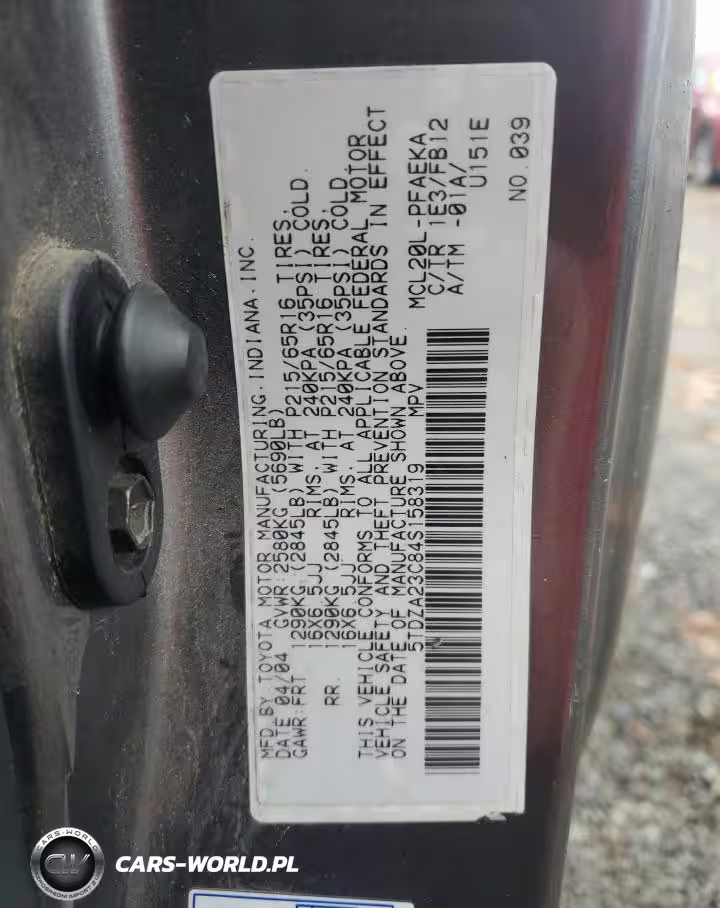 MFD.BY:TOYOTA MOTOR MANUFACTURING.INDIANA.INC.
DATE:04/04 GVWR:2580KG (5690LB)
GAWR:FRT 1290KG (2845LB) WITH P215/65R16 TIRES,
16X6.5JJ RIMS, AT 240KPA (35PSI) COLD.
RR. 1290KG (2845LB) WITH P215/65R16 TIRES,
16X6.5JJ RIMS, AT 240KPA (35PSI) COLD.
THIS VEHICLE CONFORMS TO ALL APPLICABLE FEDERAL MOTOR
VEHICLE SAFETY AND THEFT PREVENTION STANDARDS IN EFFECT
ON THE DATE OF MANUFACTURE SHOWN ABOVE.
5TDZA23C84S158319 MPV
MCL20L-PFAEKA
C/TR 1E3/FB12
A/TM -01A/
U151E
NO.039
CARS-WORLD
CW
CARS-WORLD.PL